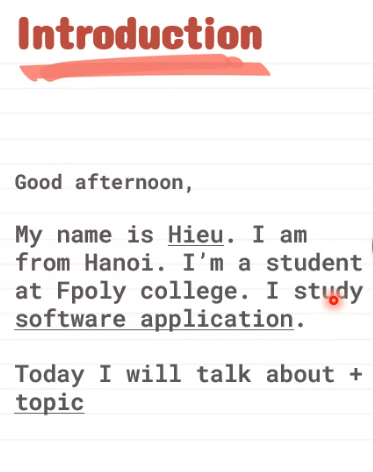 Introduction
Good afternoon,
My name is Hieu. I am
from Hanoi. I’m a student
at Fpoly college. I study
software application.
Today I will talk about +
topic